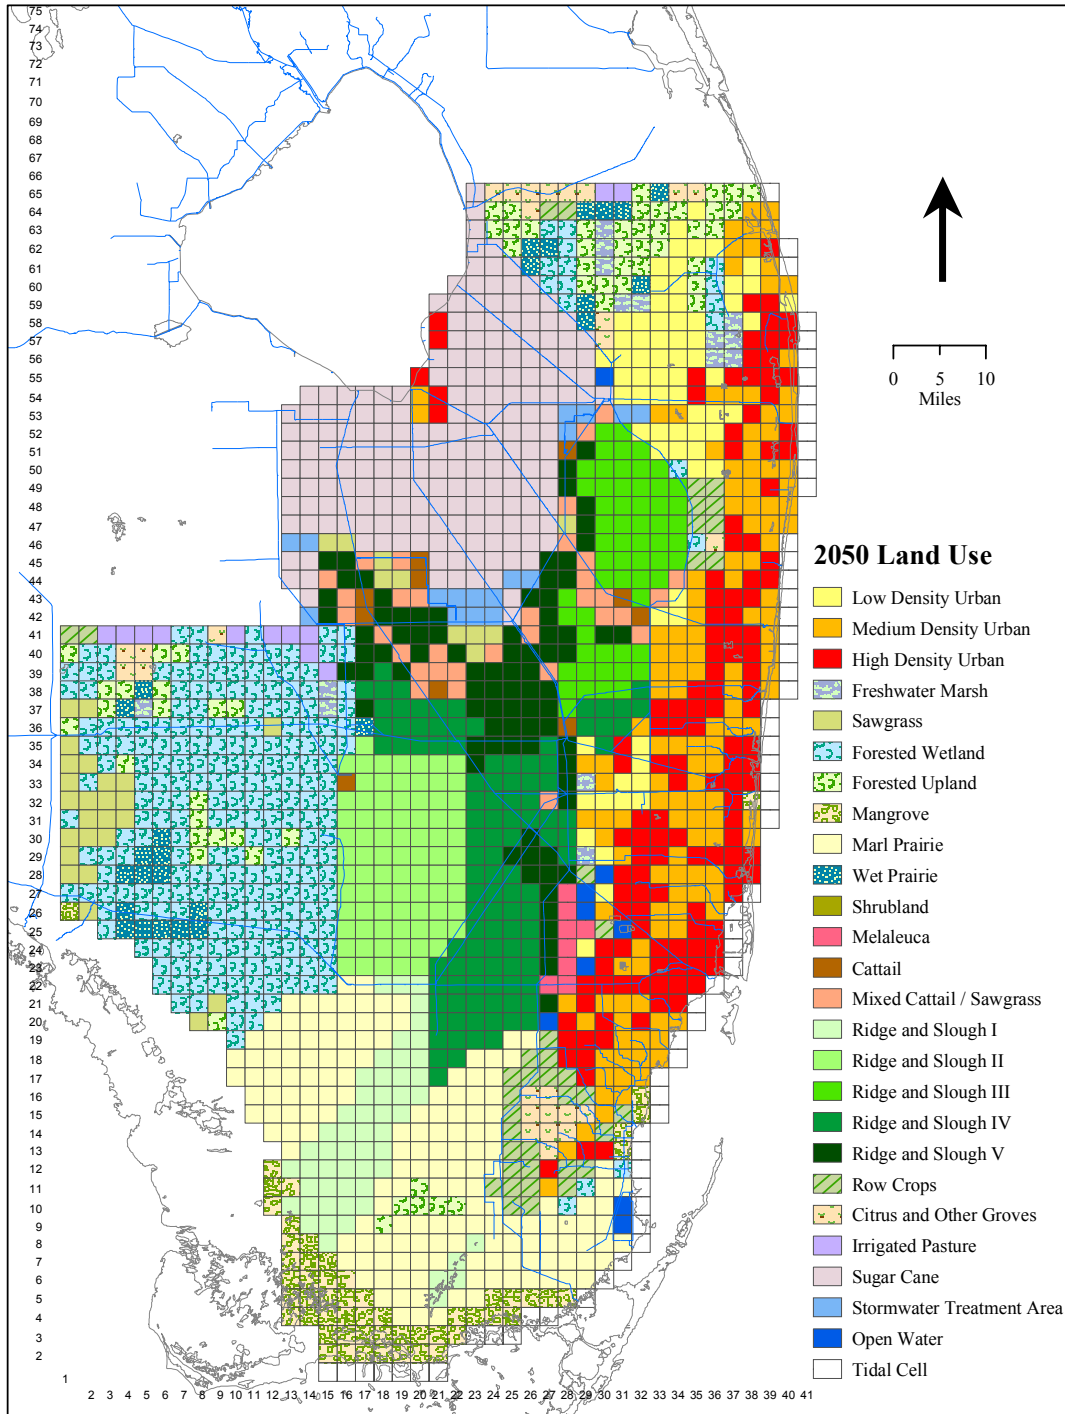 75
74
73
72
71
70
69
68
67
66
65
64
63
62
61
60
59
58
57
56
55
54
53
52
51
50
49
48
47
46
45
44
43
42
41
40
39
38
37
36
35
34
33
32
31
30
29
28
27
26
25
24
23
22
21
20
19
18
17
16
15
14
13
12
11
10
9
8
7
6
5
4
3
2
1
2 3 4 5 6 7 8 9 10 11 12 13 14 15 16 17 18 19 20 21 22 23 24 25 26 27 28 29 30 31 32 33 34 35 36 37 38 39 40 41
0 5 10
Miles
2050 Land Use
Low Density Urban
Medium Density Urban
High Density Urban
Freshwater Marsh
Sawgrass
Forested Wetland
Forested Upland
Mangrove
Marl Prairie
Wet Prairie
Shrubland
Melaleuca
Cattail
Mixed Cattail / Sawgrass
Ridge and Slough I
Ridge and Slough II
Ridge and Slough III
Ridge and Slough IV
Ridge and Slough V
Row Crops
Citrus and Other Groves
Irrigated Pasture
Sugar Cane
Stormwater Treatment Area
Open Water
Tidal Cell